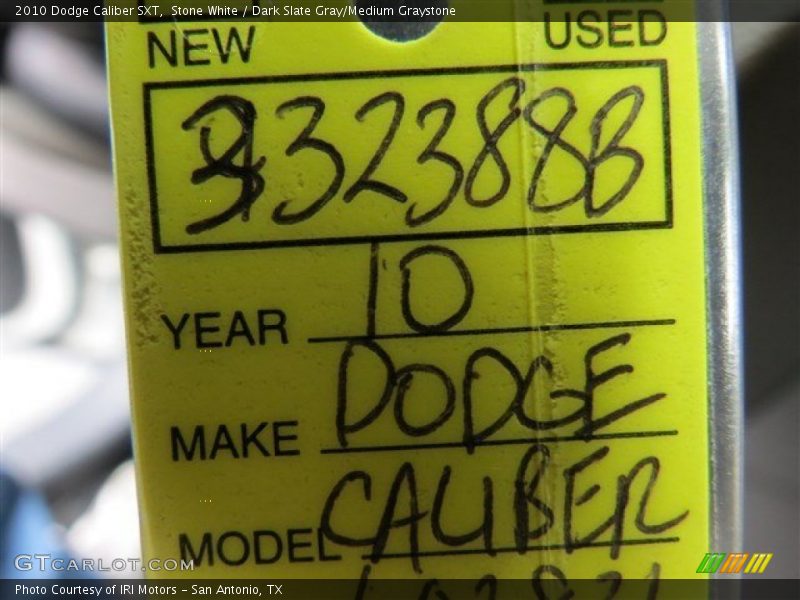 2010 Dodge Caliber SXT, Stone White / Dark Slate Gray/Medium Graystone
NEW USED
332388B
YEAR 10
MAKE DODGE
MODEL CALIBER
GTCARLOT.COM
Photo Courtesy of IRI Motors – San Antonio, TX